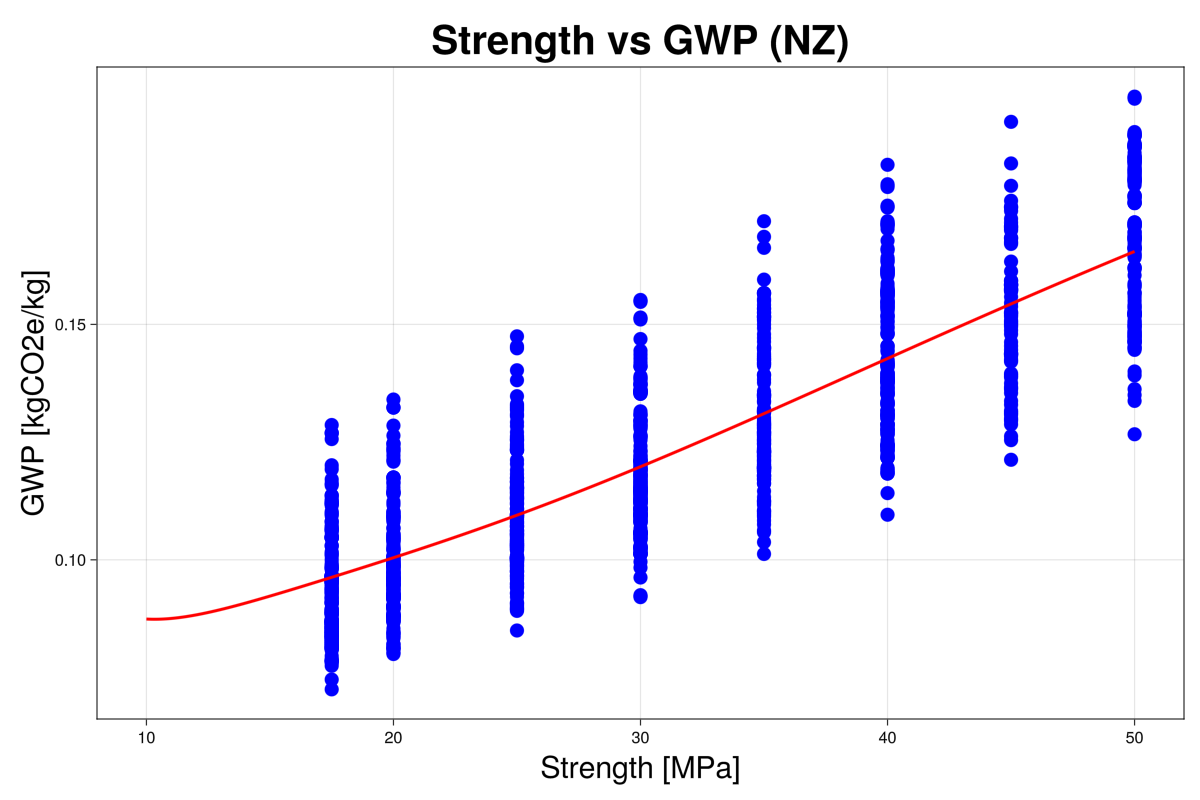 Strength vs GWP (NZ)
GWP [kgCO2e/kg]
0.15
0.10
10 20 30 40 50
Strength [MPa]